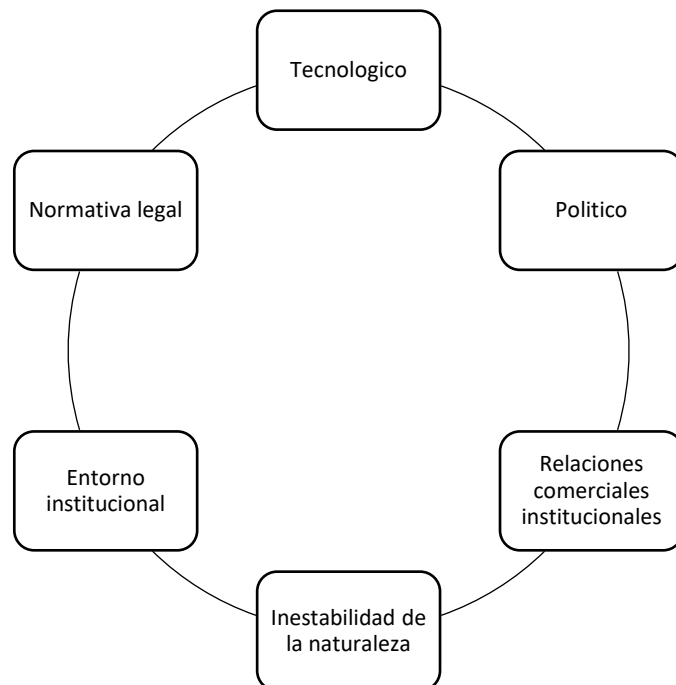 Tecnologico
Politico
Relaciones
comerciales
institucionales
Inestabilidad de
la naturaleza
Entorno
institucional
Normativa legal